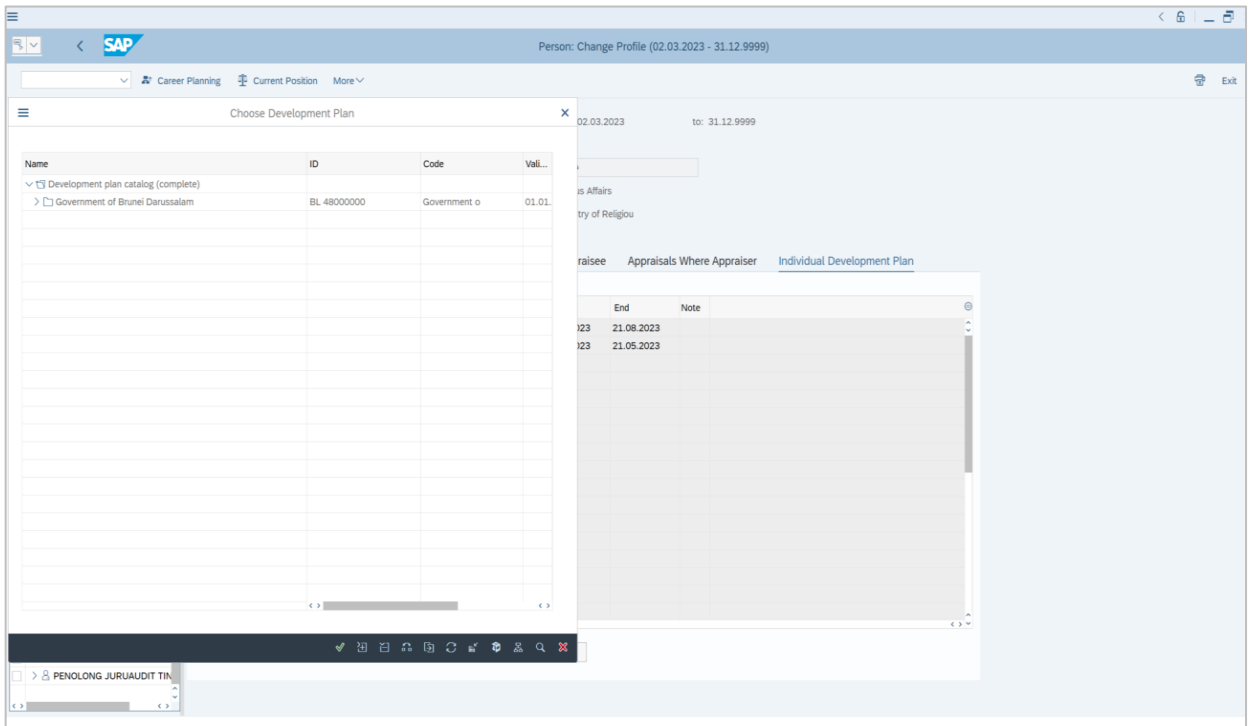 SAP
Person: Change Profile (02.03.2023 - 31.12.9999)
Career Planning Current Position More Exit
Choose Development Plan
02.03.2023 to: 31.12.9999
Name ID Code Vali...
Development plan catalog (complete)
Government of Brunei Darussalam BL 48000000 Government o 01.01.
us Affairs
try of Religiou
raisee Appraisals Where Appraiser Individual Development Plan
End Note
023 21.08.2023
023 21.05.2023
PENOLONG JURUAUDIT TIN